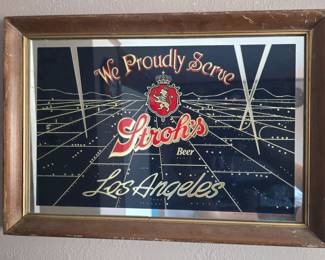 We Proudly Serve
Stroh's
Beer
Los Angeles